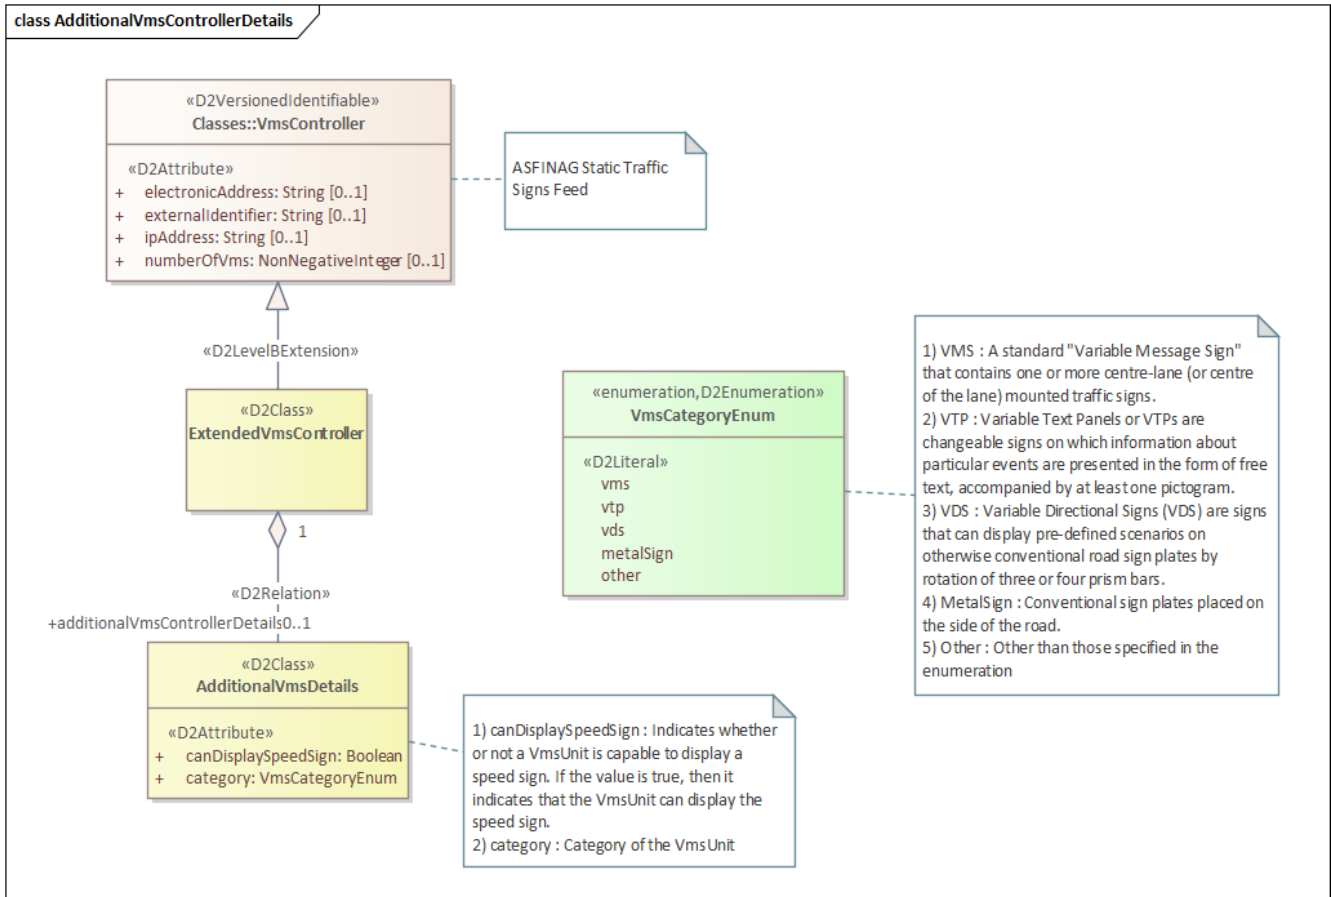 class AdditionalVmsControllerDetails
«D2VersionedIdentifiable»
Classes::VmsController
«D2Attribute»
+ electronicAddress: String [0..1]
+ externalIdentifier: String [0..1]
+ ipAddress: String [0..1]
+ numberOfVms: NonNegativeInteger [0..1]
ASFINAG Static Traffic
Signs Feed
«D2LevelBExtension»
«D2Class»
ExtendedVmsController
1
«D2Relation»
+additionalVmsControllerDetails0..1
«D2Class»
AdditionalVmsDetails
«D2Attribute»
+ canDisplaySpeedSign: Boolean
+ category: VmsCategoryEnum
1) canDisplaySpeedSign : Indicates whether
or not a VmsUnit is capable to display a
speed sign. If the value is true, then it
indicates that the VmsUnit can display the
speed sign.
2) category : Category of the VmsUnit
«enumeration,D2Enumeration»
VmsCategoryEnum
«D2Literal»
vms
vtp
vds
metalSign
other
1) VMS : A standard "Variable Message Sign"
that contains one or more centre-lane (or centre
of the lane) mounted traffic signs.
2) VTP : Variable Text Panels or VTPs are
changeable signs on which information about
particular events are presented in the form of free
text, accompanied by at least one pictogram.
3) VDS : Variable Directional Signs (VDS) are signs
that can display pre-defined scenarios on
otherwise conventional road sign plates by
rotation of three or four prism bars.
4) MetalSign : Conventional sign plates placed on
the side of the road.
5) Other : Other than those specified in the
enumeration